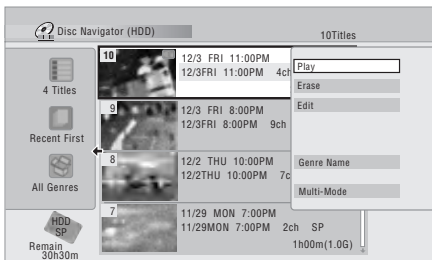 Disc Navigator (HDD)
10Titles
4 Titles
Recent First
All Genres
HDD
SP
Remain
30h30m
10
12/3 FRI 11:00PM
12/3FRI 11:00PM 4ch
9
12/3 FRI 8:00PM
12/3FRI 8:00PM 9ch
8
12/2 THU 10:00PM
12/2THU 10:00PM 7c
7
11/29 MON 7:00PM
11/29MON 7:00PM 2ch SP
1h00m(1.0G)
Play
Erase
Edit
Genre Name
Multi-Mode